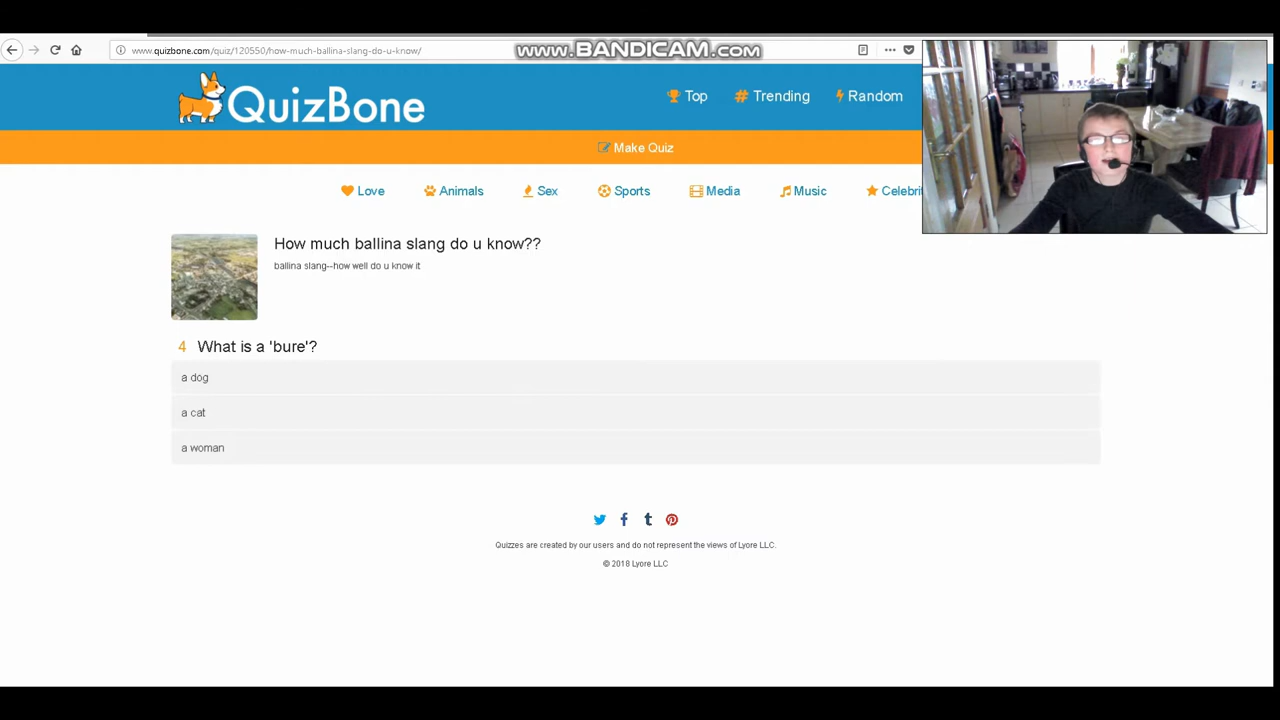 www.quizbone.com/quiz/120550/how-much-ballina-slang-do-u-know/
www.BANDICAM.com
QuizBone
Top
Trending
Random
Make Quiz
Love
Animals
Sex
Sports
Media
Music
Celebrit
How much ballina slang do u know??
ballina slang--how well do u know it
4 What is a 'bure'?
a dog
a cat
a woman
Quizzes are created by our users and do not represent the views of Lyore LLC.
© 2018 Lyore LLC